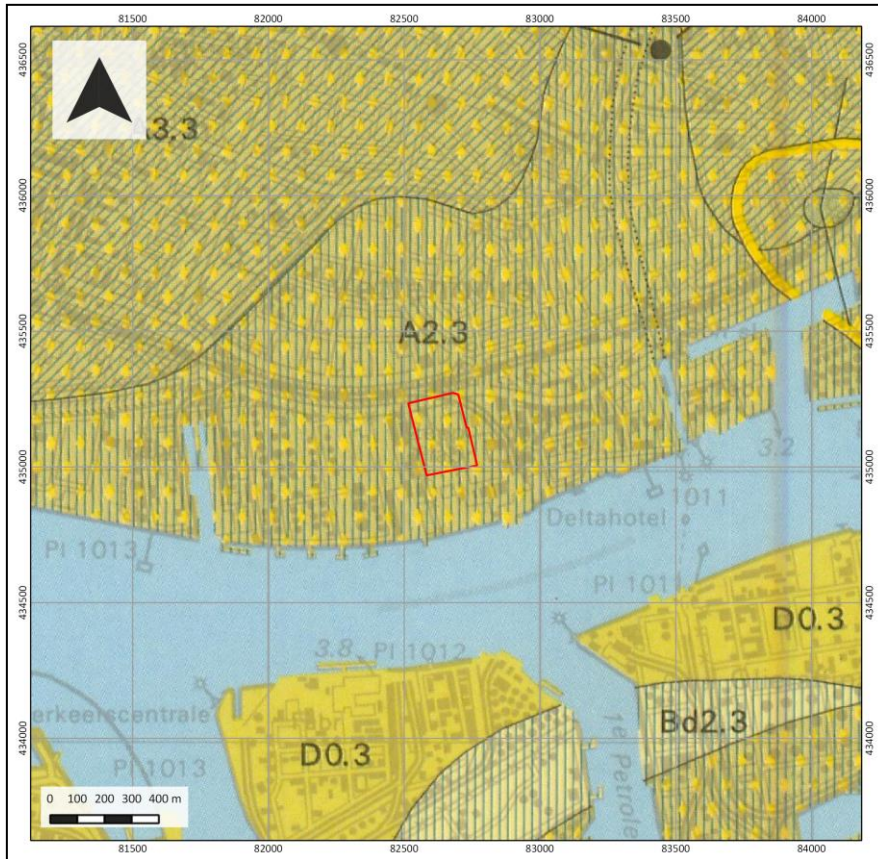 81500 82000 82500 83000 83500 84000
436500 436500
A3.3
436000 436000
435500 435500
A2.3
435000 435000
3.2
1011
Deltahotel
Pl 1013
Pl 1011
434500 434500
D0.3
3.8 Pl 1012
erkeerscentrale
Bd2.3
434000 434000
D0.3
Pl 1013
1e Petrole
0 100 200 300 400 m
81500 82000 82500 83000 83500 84000